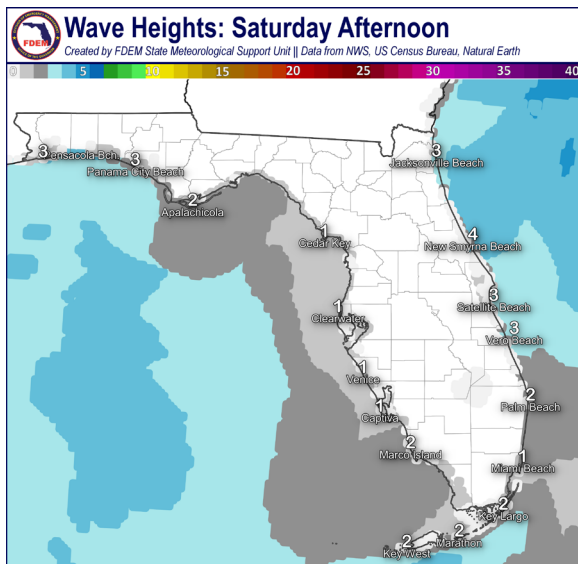 FDEM
Wave Heights: Saturday Afternoon
Created by FDEM State Meteorological Support Unit || Data from NWS, US Census Bureau, Natural Earth
0 5 10 15 20 25 30 35 40
3
Pensacola Bch.
3
Panama City Beach
3
Jacksonville Beach
2
Apalachicola
1
Cedar Key
4
New Smyrna Beach
3
Satellite Beach
1
Clearwater
3
Vero Beach
1
Venice
1
Captiva
2
Palm Beach
2
Marco Island
1
Miami Beach
2
Key Largo
2
Marathon
2
Key West